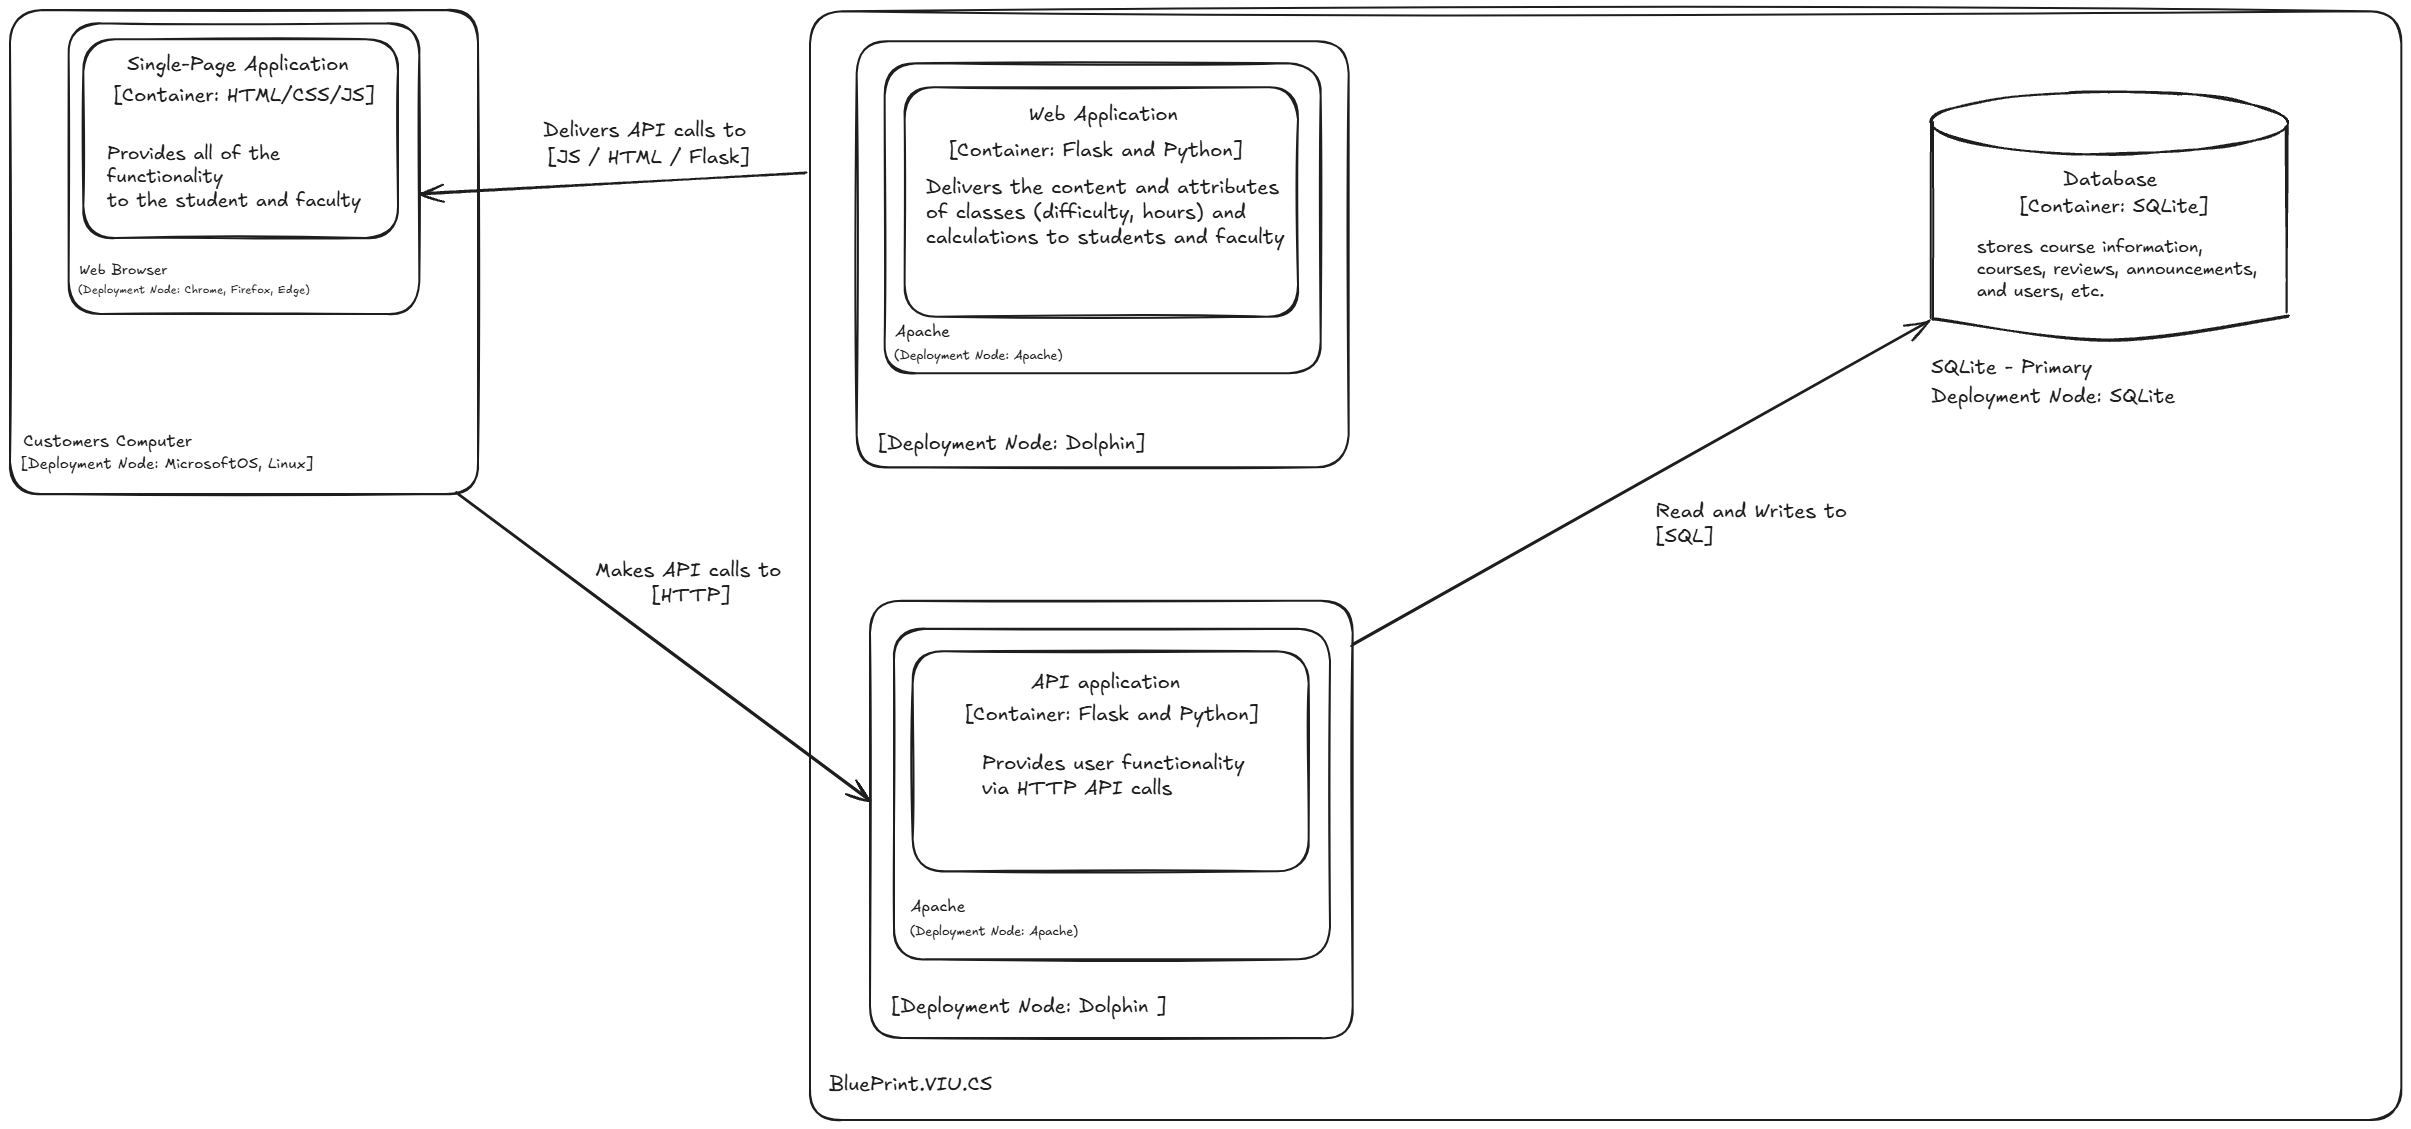 Single-Page Application
[Container: HTML/CSS/JS]
Provides all of the
functionality
to the student and faculty
Web Browser
(Deployment Node: Chrome, Firefox, Edge)
Customers Computer
[Deployment Node: MicrosoftOS, Linux]
Delivers API calls to
[JS / HTML / Flask]
Makes API calls to
[HTTP]
Web Application
[Container: Flask and Python]
Delivers the content and attributes
of classes (difficulty, hours) and
calculations to students and faculty
Apache
(Deployment Node: Apache)
[Deployment Node: Dolphin]
API application
[Container: Flask and Python]
Provides user functionality
via HTTP API calls
Apache
(Deployment Node: Apache)
[Deployment Node: Dolphin ]
BluePrint.VIU.CS
Read and Writes to
[SQL]
Database
[Container: SQLite]
stores course information,
courses, reviews, announcements,
and users, etc.
SQLite - Primary
Deployment Node: SQLite